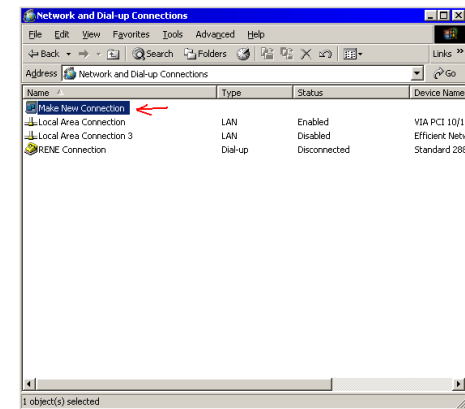 Network and Dial-up Connections
File Edit View Favorites Tools Advanced Help
Back Search Folders Links »
Address Network and Dial-up Connections Go
Name Type Status Device Name
Make New Connection
Local Area Connection LAN Enabled VIA PCI 10/1
Local Area Connection 3 LAN Disabled Efficient Netw
RENE Connection Dial-up Disconnected Standard 288
1 object(s) selected